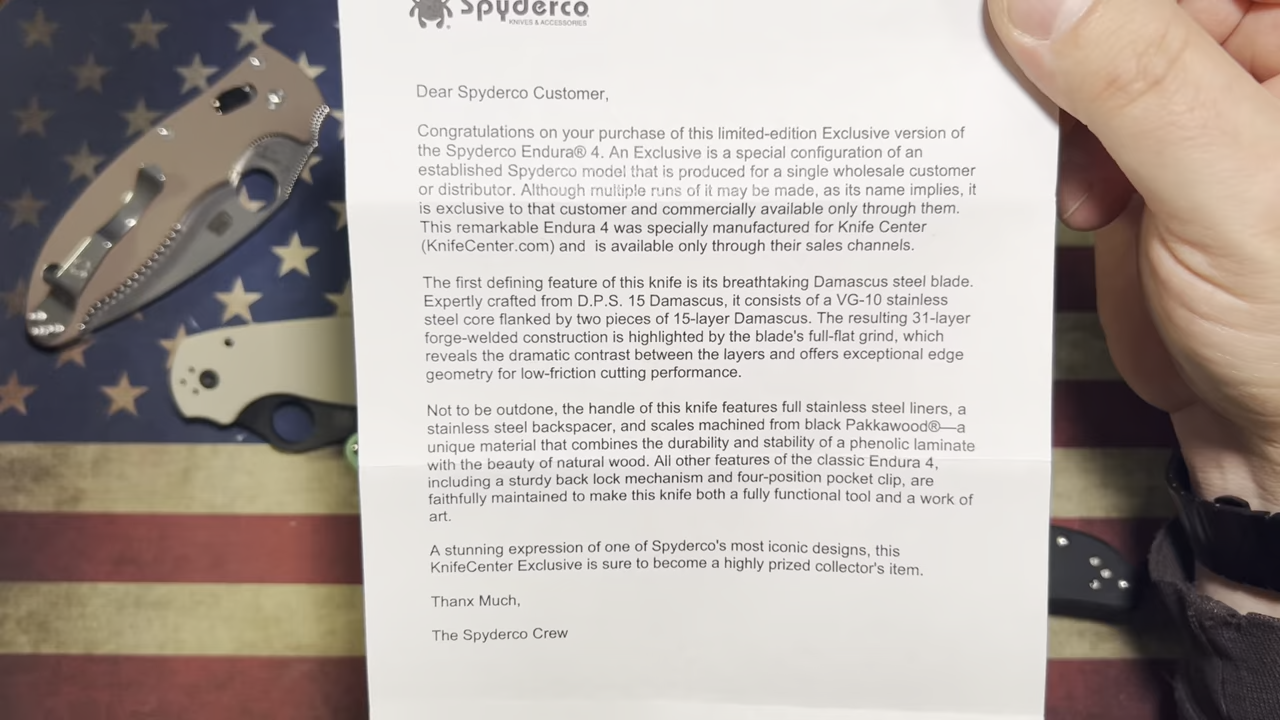 Spyderco
KNIVES & ACCESSORIES
Dear Spyderco Customer,
Congratulations on your purchase of this limited-edition Exclusive version of
the Spyderco Endura® 4. An Exclusive is a special configuration of an
established Spyderco model that is produced for a single wholesale customer
or distributor. Although multiple runs of it may be made, as its name implies, it
is exclusive to that customer and commercially available only through them.
This remarkable Endura 4 was specially manufactured for Knife Center
(KnifeCenter.com) and  is available only through their sales channels.
The first defining feature of this knife is its breathtaking Damascus steel blade.
Expertly crafted from D.P.S. 15 Damascus, it consists of a VG-10 stainless
steel core flanked by two pieces of 15-layer Damascus. The resulting 31-layer
forge-welded construction is highlighted by the blade's full-flat grind, which
reveals the dramatic contrast between the layers and offers exceptional edge
geometry for low-friction cutting performance.
Not to be outdone, the handle of this knife features full stainless steel liners, a
stainless steel backspacer, and scales machined from black Pakkawood®—a
unique material that combines the durability and stability of a phenolic laminate
with the beauty of natural wood. All other features of the classic Endura 4,
including a sturdy back lock mechanism and four-position pocket clip, are
faithfully maintained to make this knife both a fully functional tool and a work of
art.
A stunning expression of one of Spyderco's most iconic designs, this
KnifeCenter Exclusive is sure to become a highly prized collector's item.
Thanx Much,
The Spyderco Crew